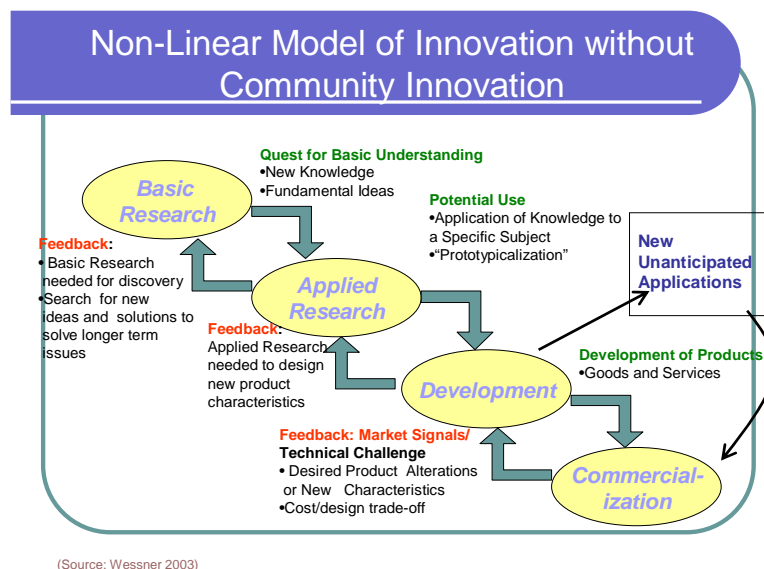 Non-Linear Model of Innovation without
Community Innovation
Quest for Basic Understanding
•New Knowledge
•Fundamental Ideas
Basic
Research
Potential Use
•Application of Knowledge to
a Specific Subject
•“Prototypicalization”
New
Unanticipated
Applications
Feedback:
• Basic Research
needed for discovery
•Search for new
ideas and solutions to
solve longer term
issues
Applied
Research
Feedback:
Applied Research
needed to design
new product
characteristics
Development of Products
•Goods and Services
Development
Feedback: Market Signals/
Technical Challenge
• Desired Product Alterations
or New Characteristics
•Cost/design trade-off
Commercial-
ization
(Source: Wessner 2003)